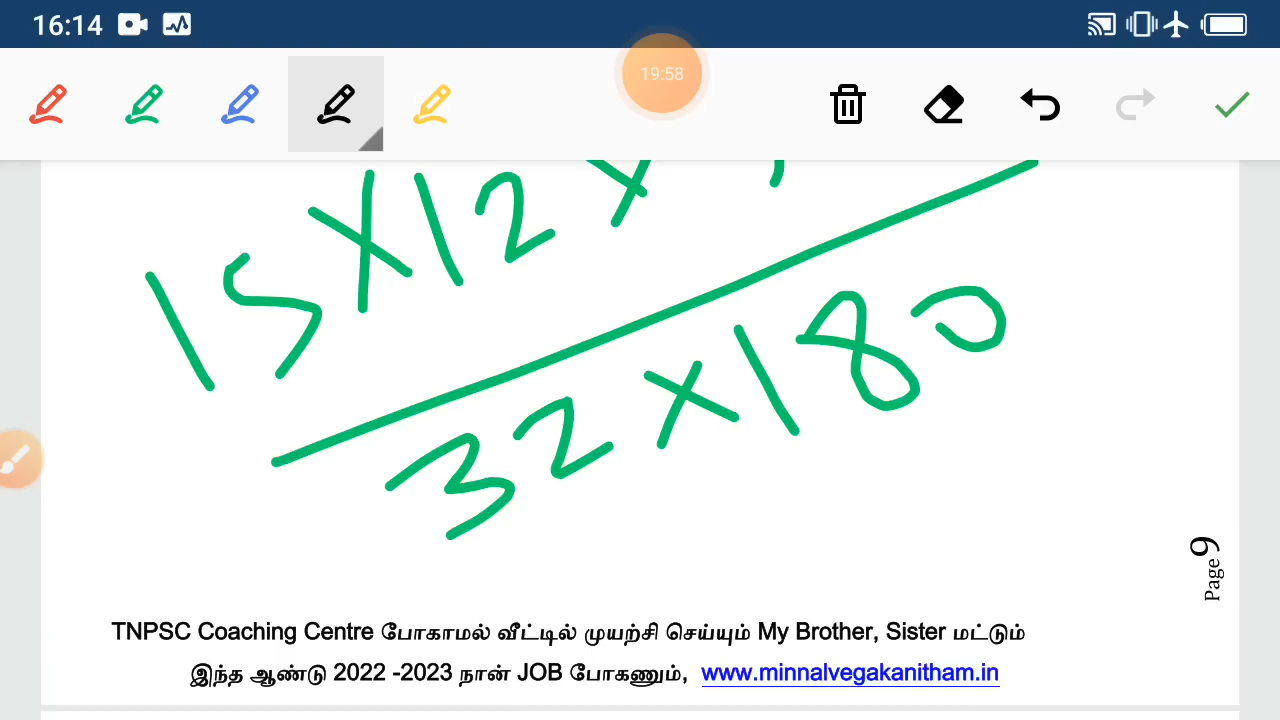 16:14
19:58
15 X 12 X
32 X 180
Page 9
TNPSC Coaching Centre போகாமல் வீட்டில் முயற்சி செய்யும் My Brother, Sister மட்டும்
இந்த ஆண்டு 2022 -2023 நான் JOB போகணும், www.minnalvegakanitham.in